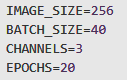 IMAGE_SIZE=256
BATCH_SIZE=40
CHANNELS=3
EPOCHS=20